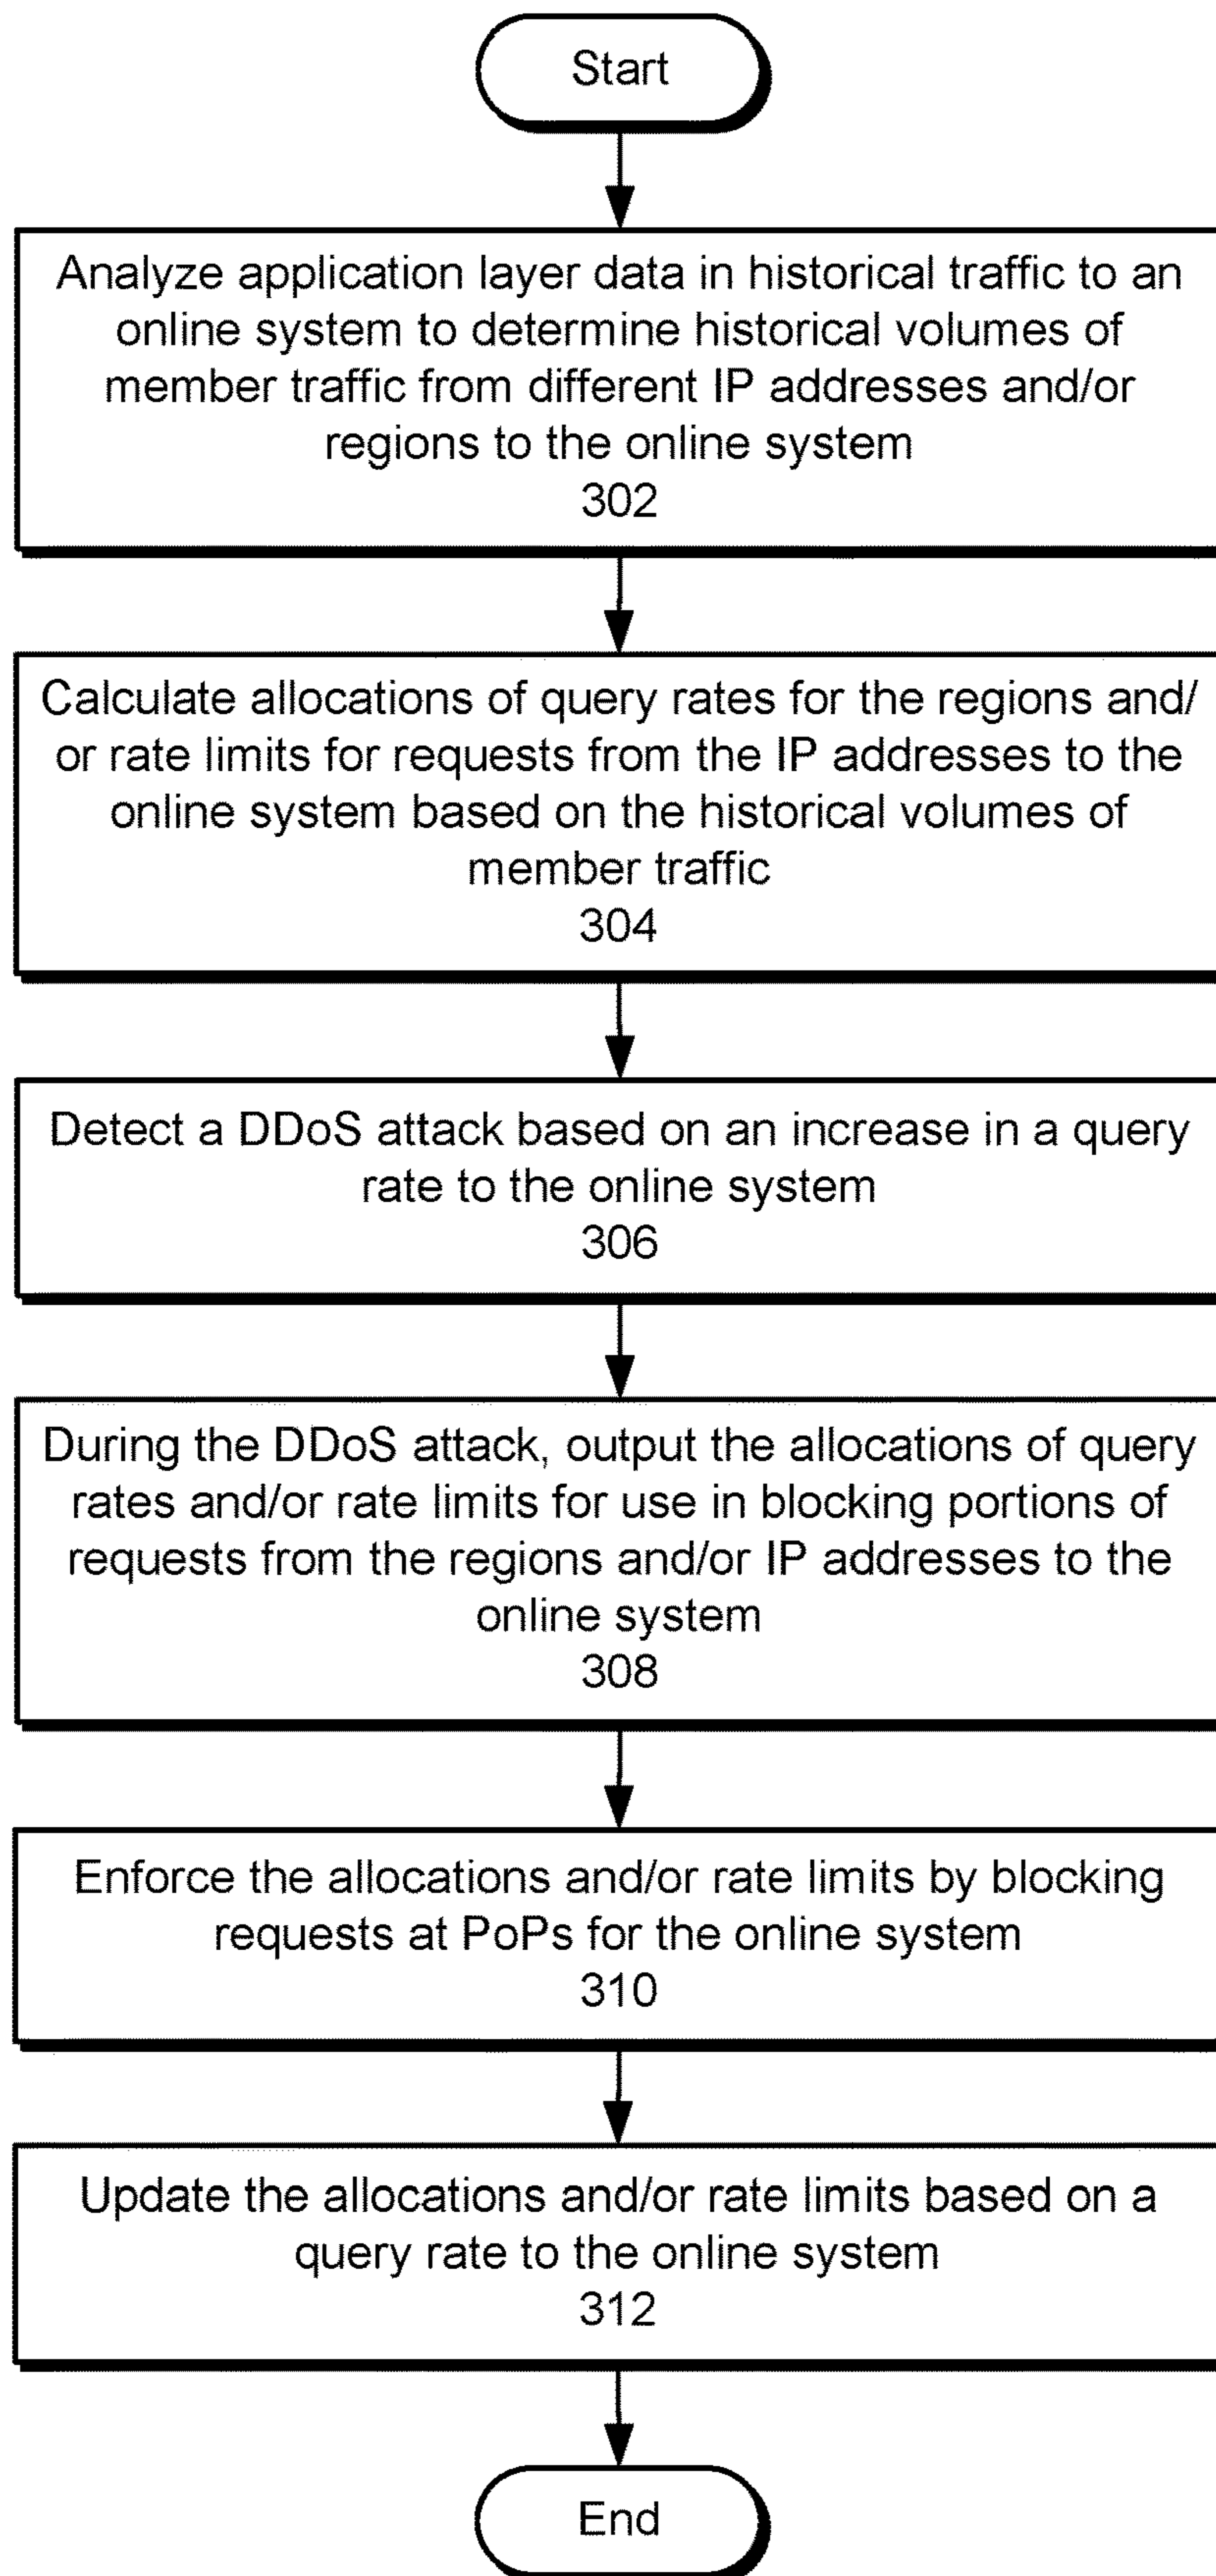 Start
Analyze application layer data in historical traffic to an
online system to determine historical volumes of
member traffic from different IP addresses and/or
regions to the online system
302
Calculate allocations of query rates for the regions and/
or rate limits for requests from the IP addresses to the
online system based on the historical volumes of
member traffic
304
Detect a DDoS attack based on an increase in a query
rate to the online system
306
During the DDoS attack, output the allocations of query
rates and/or rate limits for use in blocking portions of
requests from the regions and/or IP addresses to the
online system
308
Enforce the allocations and/or rate limits by blocking
requests at PoPs for the online system
310
Update the allocations and/or rate limits based on a
query rate to the online system
312
End